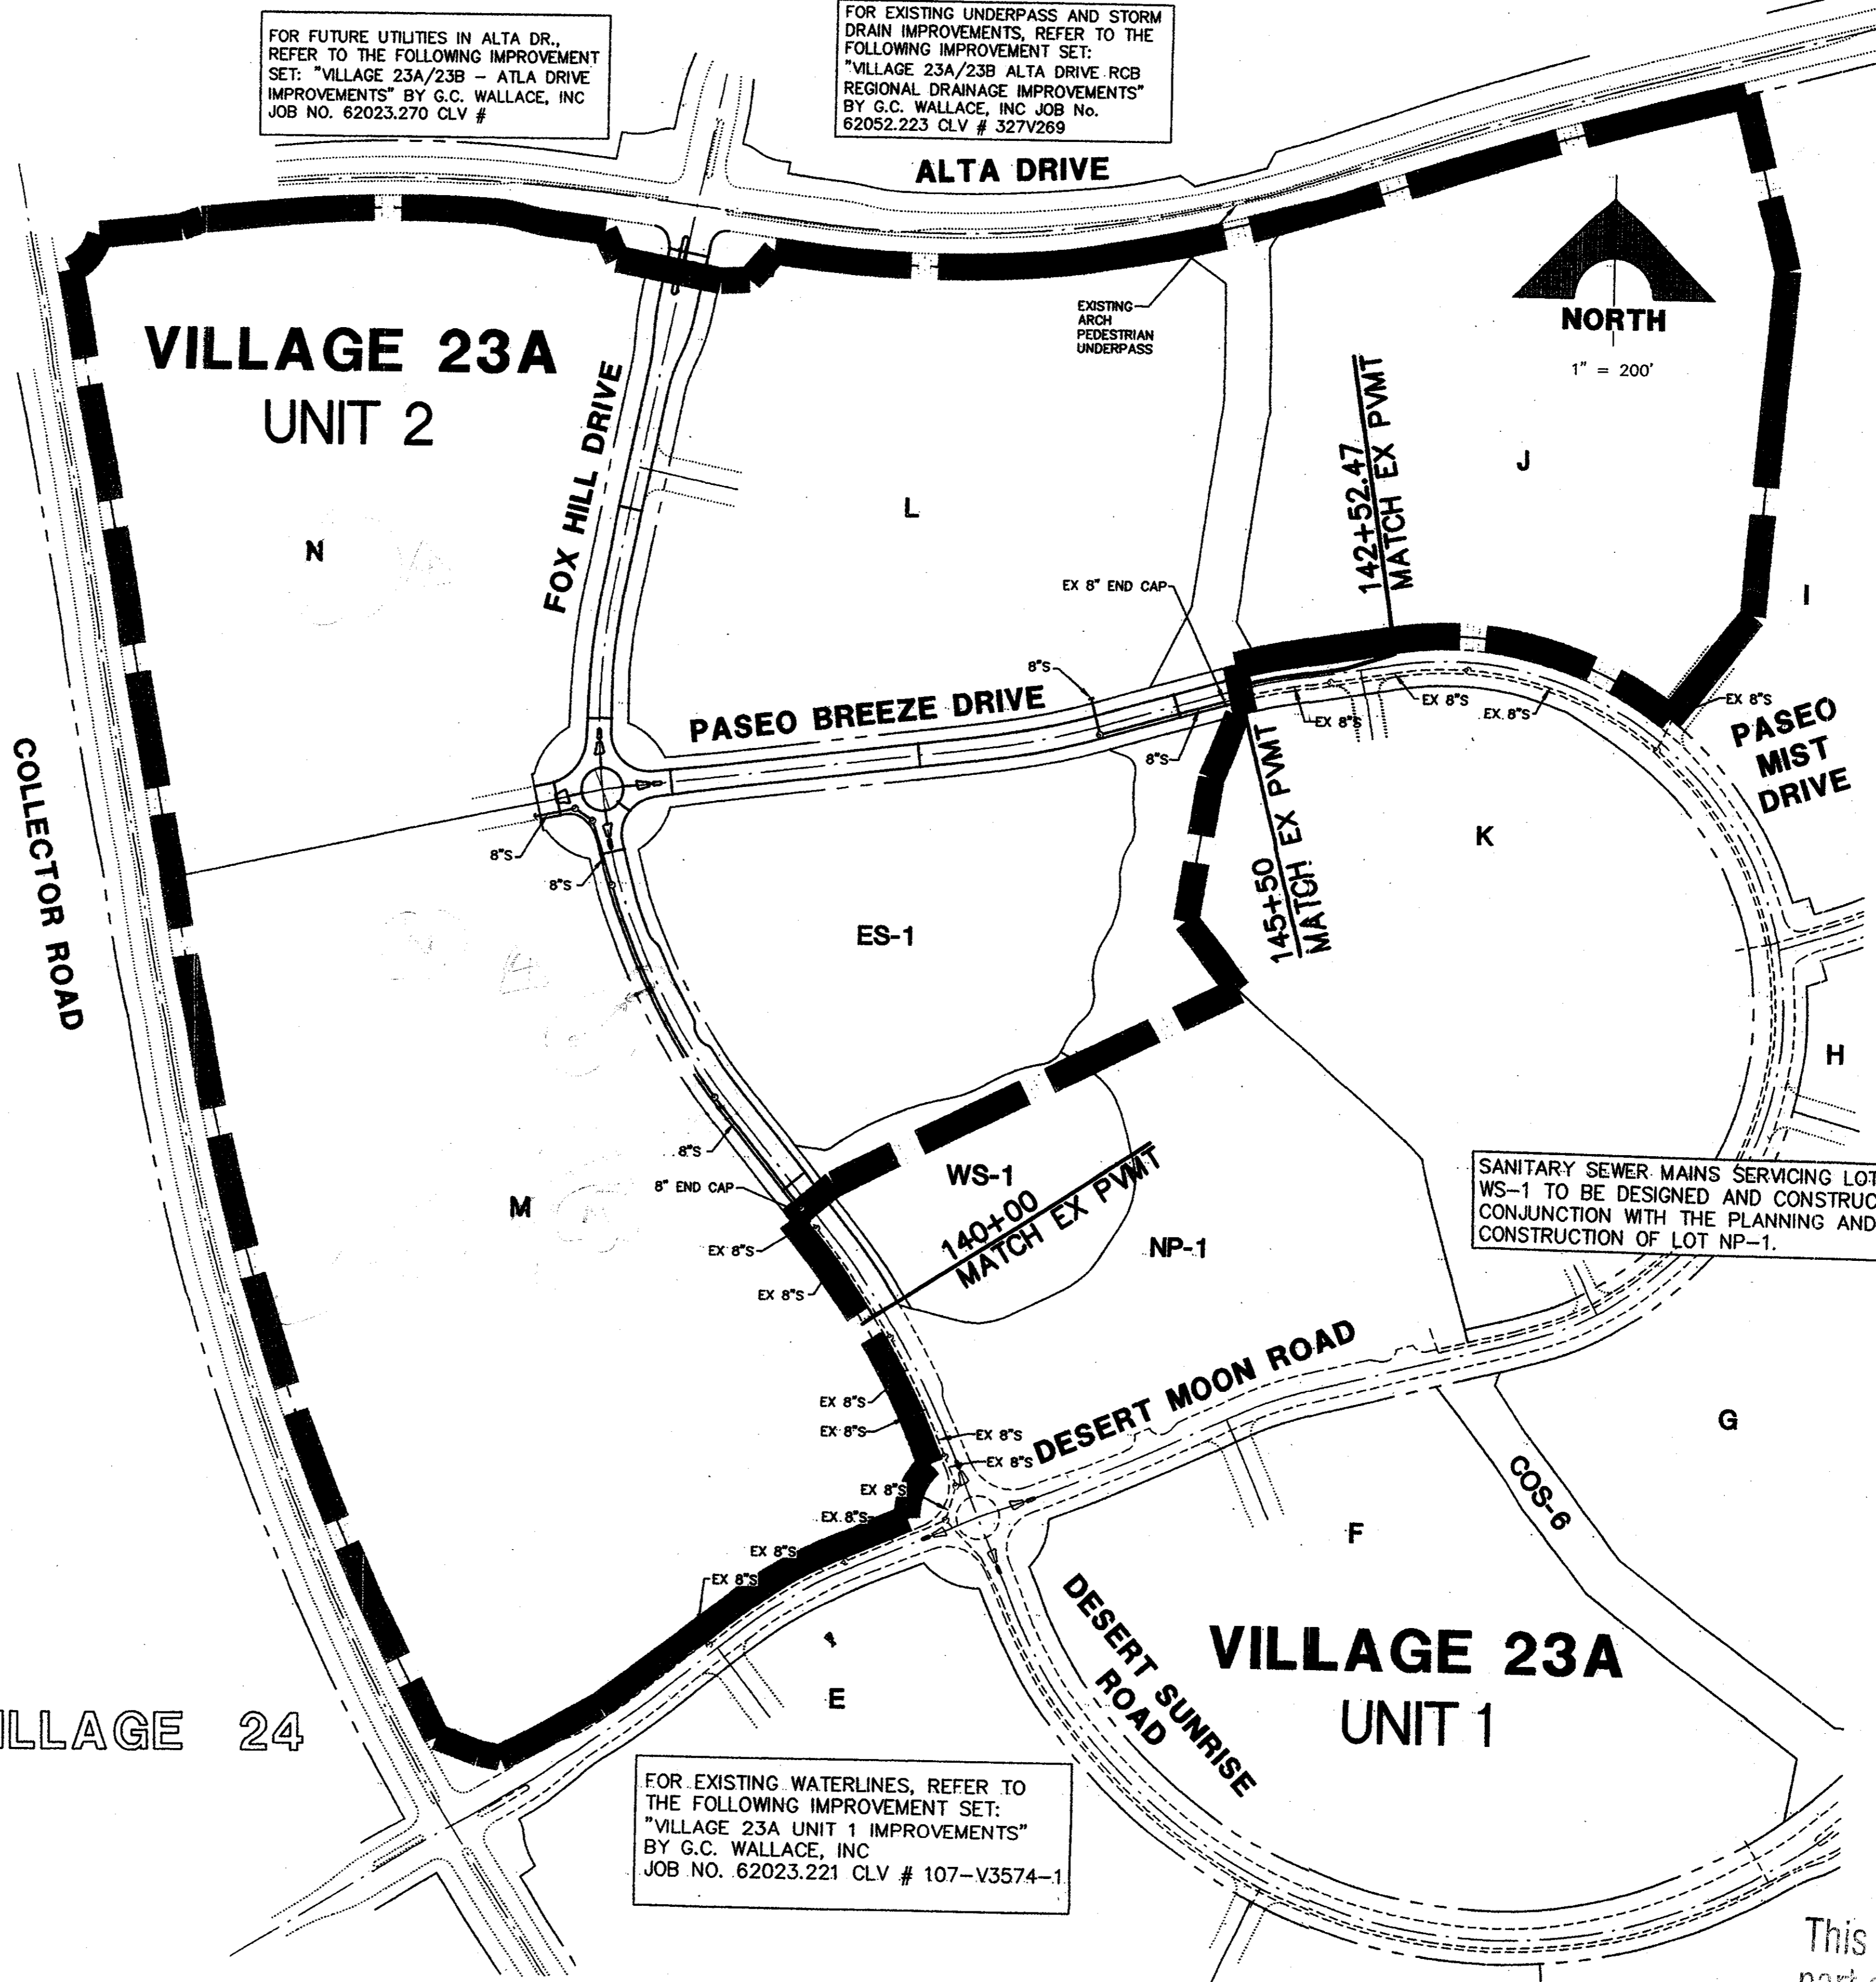 FOR FUTURE UTILITIES IN ALTA DR.,
REFER TO THE FOLLOWING IMPROVEMENT
SET: "VILLAGE 23A/23B - ATLA DRIVE
IMPROVEMENTS" BY G.C. WALLACE, INC
JOB NO. 62023.270 CLV #
FOR EXISTING UNDERPASS AND STORM
DRAIN IMPROVEMENTS, REFER TO THE
FOLLOWING IMPROVEMENT SET:
"VILLAGE 23A/23B ALTA DRIVE RCB
REGIONAL DRAINAGE IMPROVEMENTS"
BY G.C. WALLACE, INC JOB No.
62052.223 CLV # 327V269
ALTA DRIVE
NORTH
1" = 200'
EXISTING
ARCH
PEDESTRIAN
UNDERPASS
VILLAGE 23A
UNIT 2
FOX HILL DRIVE
142+52.47
MATCH EX PVMT
J
L
N
I
EX 8" END CAP
8"S
PASEO BREEZE DRIVE
EX 8"S
EX 8"S
EX 8"S
EX 8"S
PASEO
MIST
DRIVE
8"S
145+50
MATCH EX PVMT
COLLECTOR ROAD
K
8"S
8"S
ES-1
H
8"S
8" END CAP
WS-1
140+00
MATCH EX PVMT
M
NP-1
SANITARY SEWER MAINS SERVICING LOT
WS-1 TO BE DESIGNED AND CONSTRUC
CONJUNCTION WITH THE PLANNING AND
CONSTRUCTION OF LOT NP-1.
EX 8"S
EX 8"S
DESERT MOON ROAD
EX 8"S
EX 8"S
EX 8"S
EX 8"S
EX 8"S
EX 8"S
EX 8"S
EX 8"S
G
COS-6
F
E
DESERT SUNRISE
ROAD
VILLAGE 23A
UNIT 1
ILLAGE 24
FOR EXISTING WATERLINES, REFER TO
THE FOLLOWING IMPROVEMENT SET:
"VILLAGE 23A UNIT 1 IMPROVEMENTS"
BY G.C. WALLACE, INC
JOB NO. 62023.221 CLV # 107-V3574-1
This